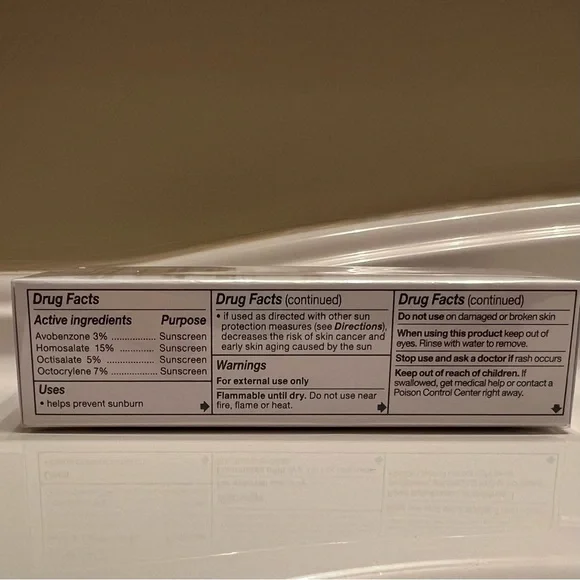 Drug Facts
Active ingredients Purpose
Avobenzone 3% ............... Sunscreen
Homosalate 15% ........... Sunscreen
Octisalate 5% ................ Sunscreen
Octocrylene 7% ............. Sunscreen
Uses
• helps prevent sunburn
Drug Facts (continued)
• if used as directed with other sun
protection measures (see Directions),
decreases the risk of skin cancer and
early skin aging caused by the sun
Warnings
For external use only
Flammable until dry. Do not use near
fire, flame or heat.
Drug Facts (continued)
Do not use on damaged or broken skin
When using this product keep out of
eyes. Rinse with water to remove.
Stop use and ask a doctor if rash occurs
Keep out of reach of children. If
swallowed, get medical help or contact a
Poison Control Center right away.